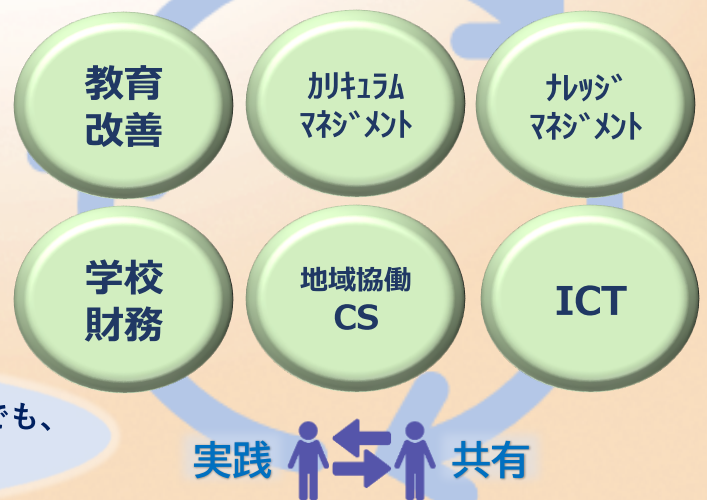 教育
改善
ｶﾘｷｭﾗﾑ
ﾏﾈｼﾞﾒﾝﾄ
ﾅﾚｯｼﾞ
ﾏﾈｼﾞﾒﾝﾄ
学校
財務
地域協働
CS
ICT
でも、
実践
共有